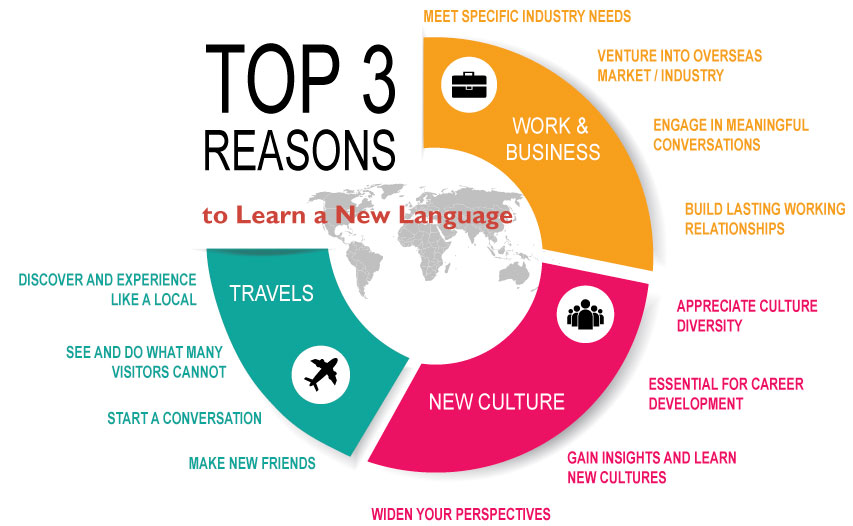 TOP 3
REASONS
to Learn a New Language
MEET SPECIFIC INDUSTRY NEEDS
VENTURE INTO OVERSEAS
MARKET / INDUSTRY
WORK &
BUSINESS
ENGAGE IN MEANINGFUL
CONVERSATIONS
BUILD LASTING WORKING
RELATIONSHIPS
NEW CULTURE
APPRECIATE CULTURE
DIVERSITY
ESSENTIAL FOR CAREER
DEVELOPMENT
GAIN INSIGHTS AND LEARN
NEW CULTURES
WIDEN YOUR PERSPECTIVES
TRAVELS
DISCOVER AND EXPERIENCE
LIKE A LOCAL
SEE AND DO WHAT MANY
VISITORS CANNOT
START A CONVERSATION
MAKE NEW FRIENDS